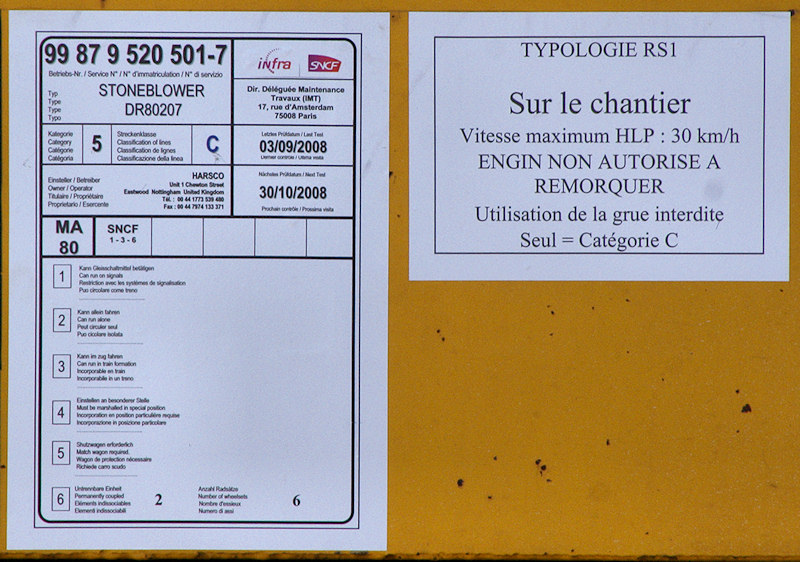 99 87 9 520 501-7
Betriebs-Nr. / Service N° / N° d'immatriculation / N° di servizio
Typ
Type
Type
Typo
STONEBLOWER
DR80207
infra SNCF
Dir. Déléguée Maintenance
Travaux (IMT)
17, rue d'Amsterdam
75008 Paris
Kategorie
Category
Catégorie
Catégoria
5
Streckenklasse
Classification of lines
Classification de lignes
Classificazione della linea
C
Letztes Prüfdatum / Last Test
03/09/2008
Dernier contrôle / Ultima visita
Einsteller / Betreiber
Owner / Operator
Titulaire / Propriétaire
Proprietario / Esercente
HARSCO
Unit 1 Chewton Street
Eastwood Nottingham United Kingdom
Tél. : 00 44 1773 539 480
Fax : 00 44 7974 133 371
Nächstes Prüfdatum / Next Test
30/10/2008
Prochain contrôle / Prossima visita
MA
80
SNCF
1 - 3 - 6
1
Kann Gleisschaltmittel betätigen
Can run on signals
Restriction avec les systèmes de signalisation
Puo circolare come treno
2
Kann allein fahren
Can run alone
Peut circuler seul
Puo cicolare isolata
3
Kann im zug fahren
Can run in train formation
Incorporable en train
Incorporabile in un treno
4
Einstellen an besonderer Stelle
Must be marshalled in special position
Incorporation en position particulière requise
Incorporazione in posizione particolare
5
Shutzwagen erforderlich
Match wagon required.
Wagon de protection nécessaire
Richiede carro scudo
6
Untrennbare Einheit
Permanently coupled
Eléments indissociables
Elementi indissociabili
2
Anzahl Radsätze
Number of wheelsets
Nombre d'essieux
Numero di assi
6
TYPOLOGIE RS1
Sur le chantier
Vitesse maximum HLP : 30 km/h
ENGIN NON AUTORISE A
REMORQUER
Utilisation de la grue interdite
Seul = Catégorie C